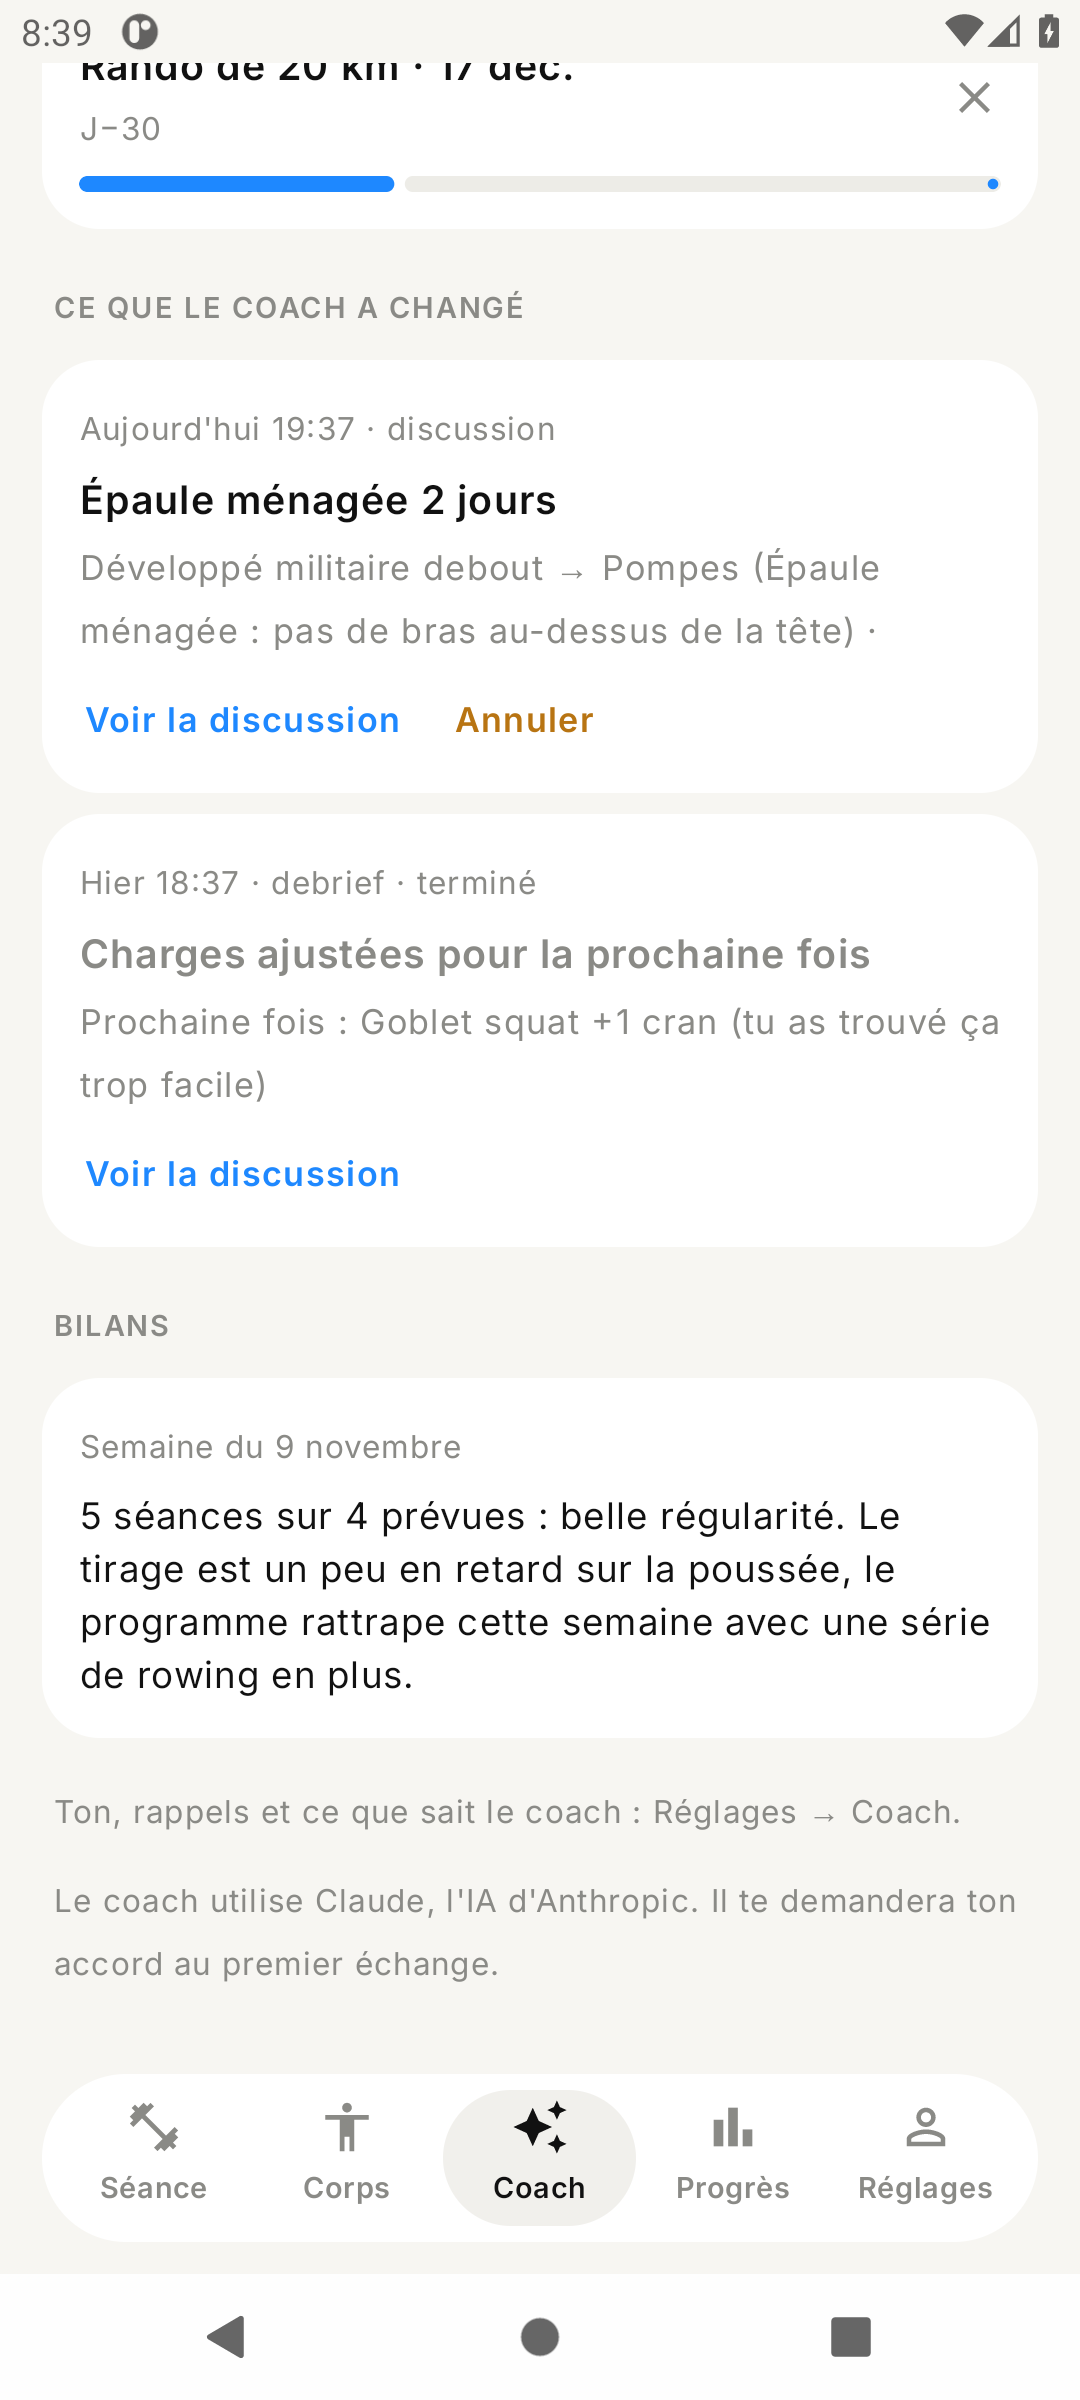 8:39
Rando de 20 km · 17 déc.
J−30
CE QUE LE COACH A CHANGÉ
Aujourd'hui 19:37 · discussion
Épaule ménagée 2 jours
Développé militaire debout → Pompes (Épaule
ménagée : pas de bras au-dessus de la tête) ·
Voir la discussion Annuler
Hier 18:37 · debrief · terminé
Charges ajustées pour la prochaine fois
Prochaine fois : Goblet squat +1 cran (tu as trouvé ça
trop facile)
Voir la discussion
BILANS
Semaine du 9 novembre
5 séances sur 4 prévues : belle régularité. Le
tirage est un peu en retard sur la poussée, le
programme rattrape cette semaine avec une série
de rowing en plus.
Ton, rappels et ce que sait le coach : Réglages → Coach.
Le coach utilise Claude, l'IA d'Anthropic. Il te demandera ton
accord au premier échange.
Séance Corps Coach Progrès Réglages